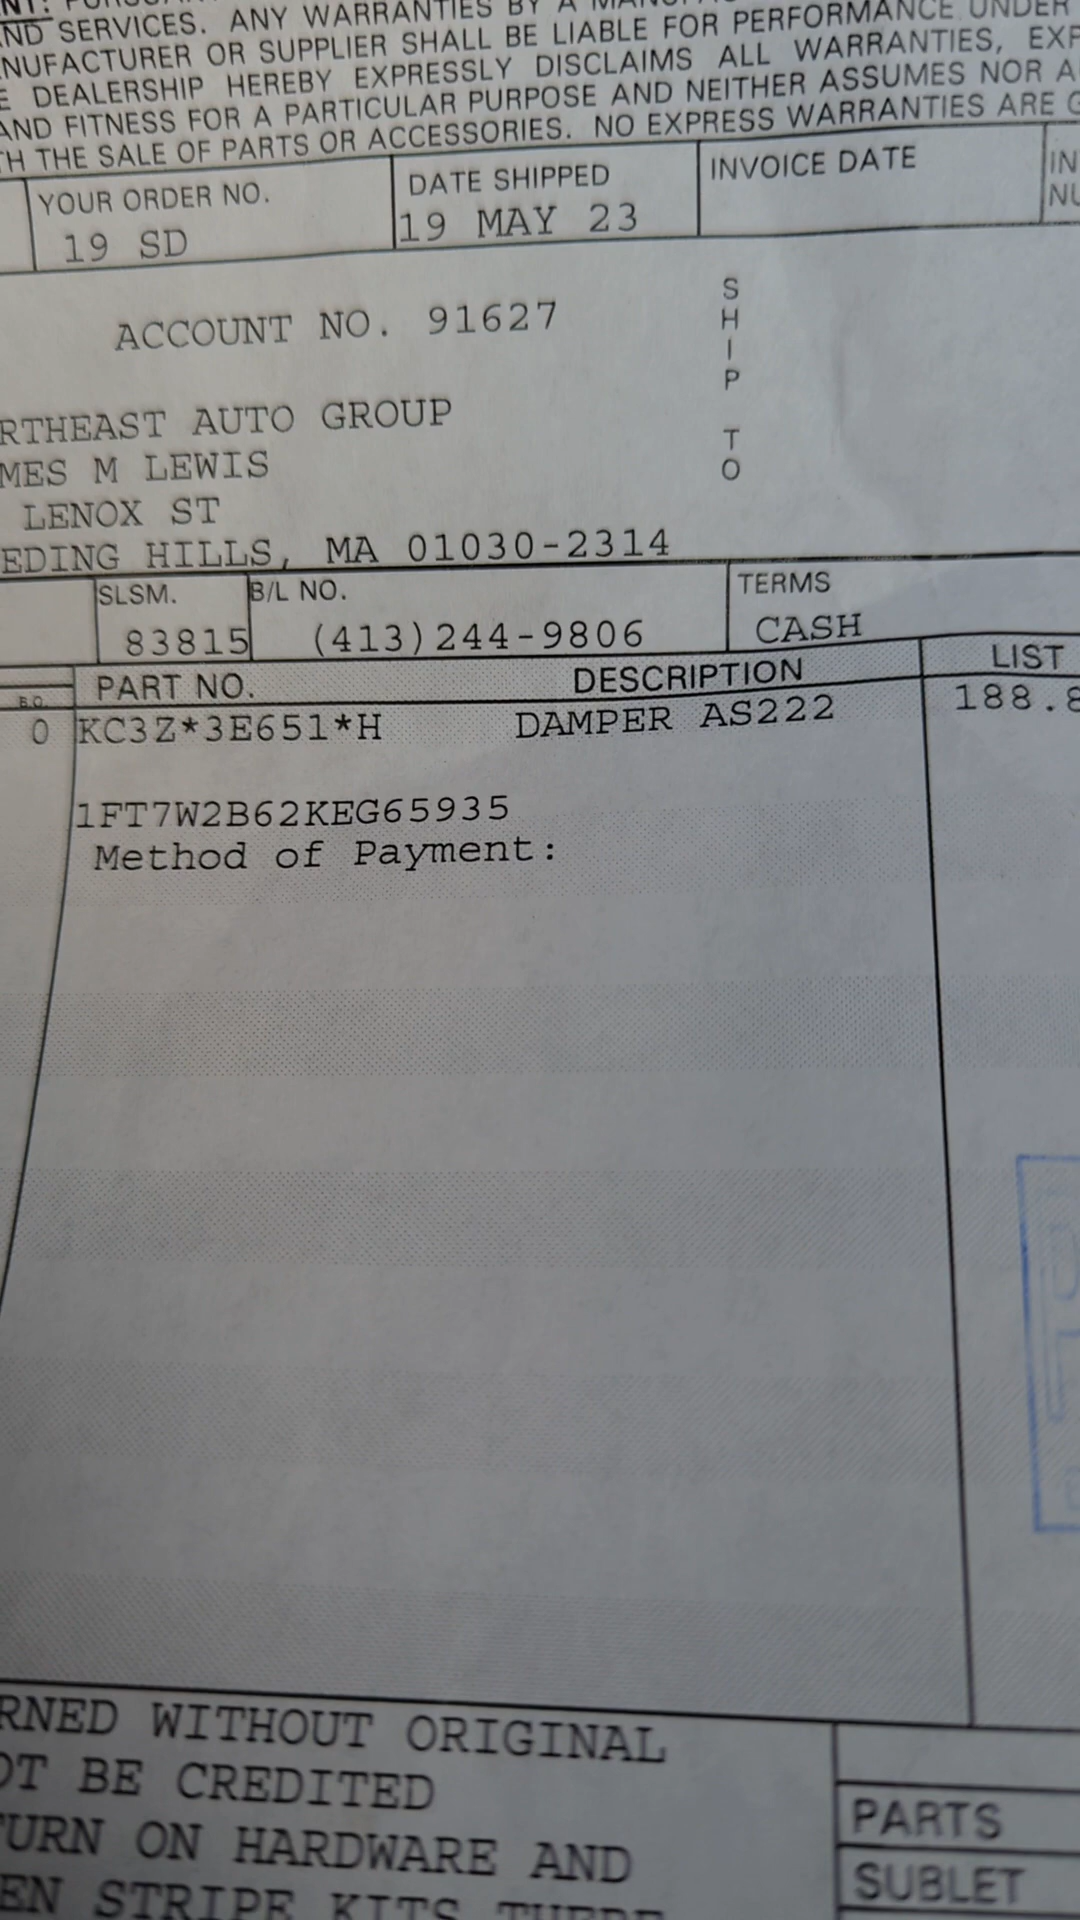 AND SERVICES. ANY WARRANTIES BY A
NUFACTURER OR SUPPLIER SHALL BE LIABLE FOR PERFORMANCE UNDER
E DEALERSHIP HEREBY EXPRESSLY DISCLAIMS ALL WARRANTIES, EXP
AND FITNESS FOR A PARTICULAR PURPOSE AND NEITHER ASSUMES NOR A
TH THE SALE OF PARTS OR ACCESSORIES. NO EXPRESS WARRANTIES ARE G
YOUR ORDER NO. DATE SHIPPED INVOICE DATE IN
NU
19 SD 19 MAY 23
ACCOUNT NO. 91627
SHIP TO
RTHEAST AUTO GROUP
MES M LEWIS
LENOX ST
EEDING HILLS, MA 01030-2314
SLSM. B/L NO. TERMS
83815 (413)244-9806 CASH
B.O. PART NO. DESCRIPTION LIST
0 KC3Z*3E651*H DAMPER AS222 188.8
1FT7W2B62KEG65935
Method of Payment:
RNED WITHOUT ORIGINAL
OT BE CREDITED
TURN ON HARDWARE AND
EN STRIPE KITS THERE
PARTS
SUBLET